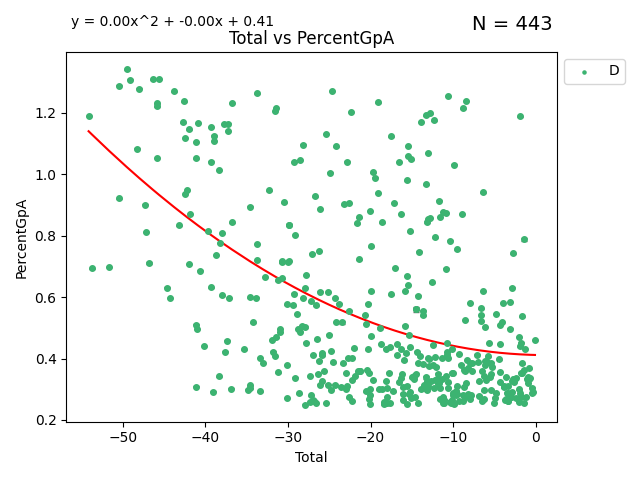 y = 0.00x^2 + -0.00x + 0.41
N = 443
Total vs PercentGpA
D
PercentGpA
1.2
1.0
0.8
0.6
0.4
0.2
−50 −40 −30 −20 −10 0
Total